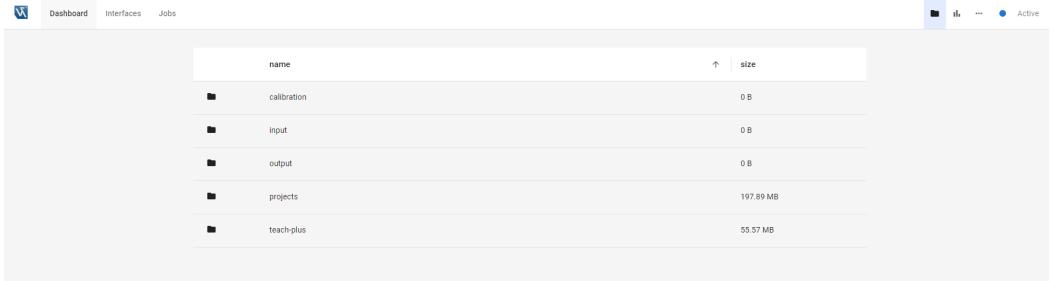 Dashboard Interfaces Jobs Active
name size
calibration 0 B
input 0 B
output 0 B
projects 197.89 MB
teach-plus 55.57 MB